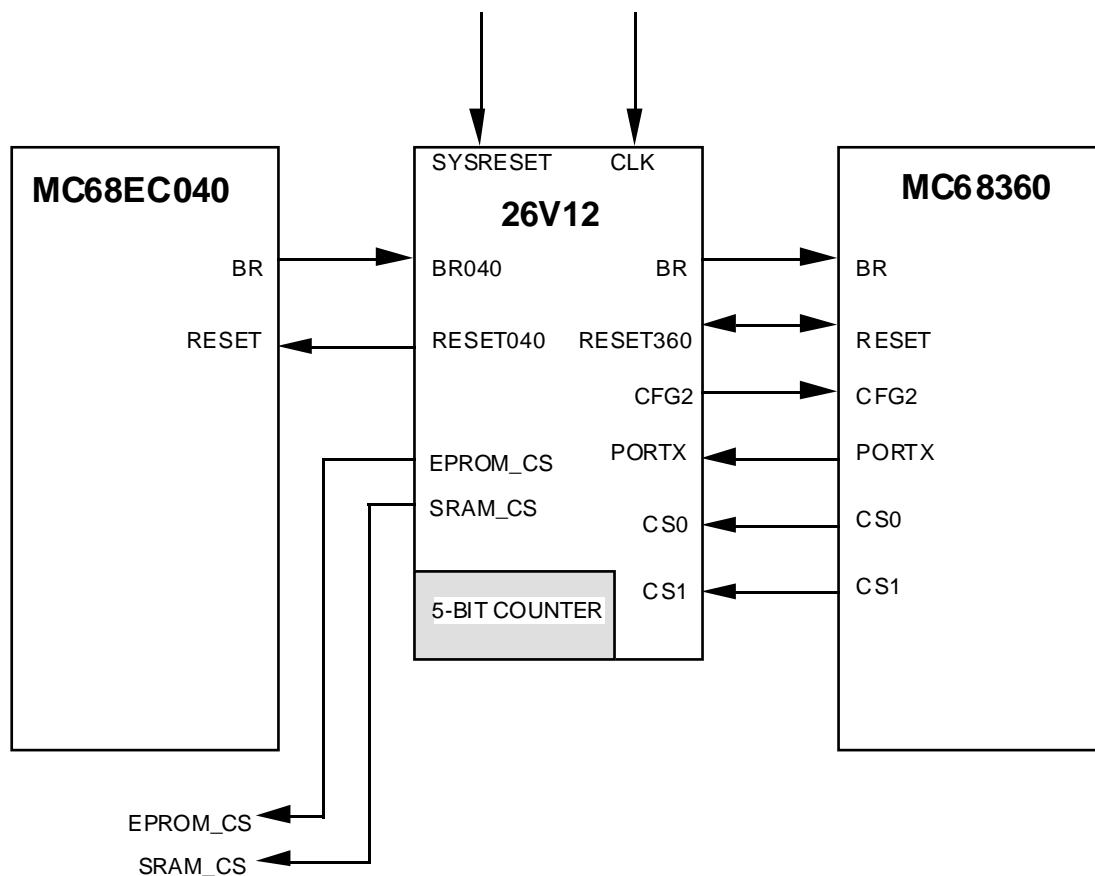 SYSRESET CLK
MC68EC040
26V12
MC68360
BR
BR040
BR
BR
RESET
RESET040
RESET360
RESET
CFG2
CFG2
EPROM_CS
PORTX
PORTX
SRAM_CS
CS0
CS0
5-BIT COUNTER
CS1
CS1
EPROM_CS
SRAM_CS